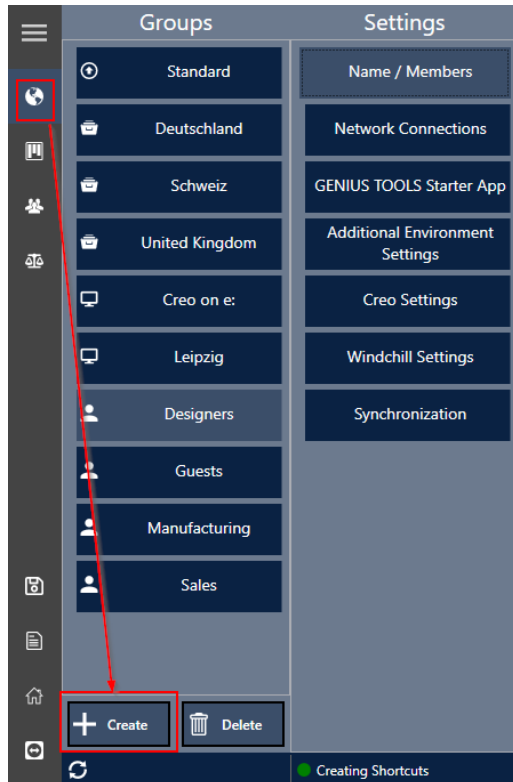 Groups
Settings
Standard
Deutschland
Schweiz
United Kingdom
Creo on e:
Leipzig
Designers
Guests
Manufacturing
Sales
Name / Members
Network Connections
GENIUS TOOLS Starter App
Additional Environment
Settings
Creo Settings
Windchill Settings
Synchronization
Create
Delete
Creating Shortcuts